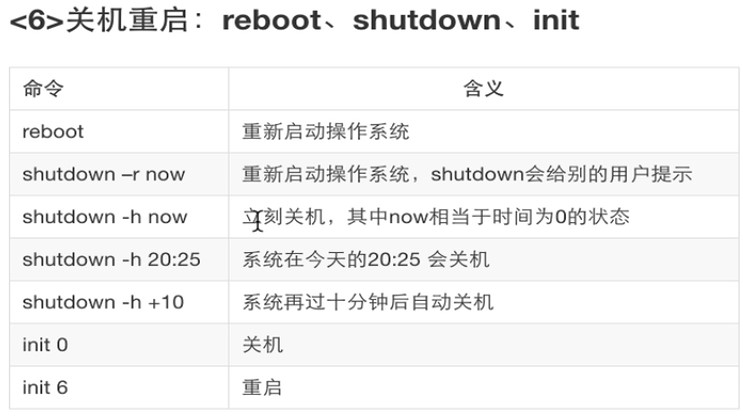 <6>关机重启：reboot、shutdown、init
命令 含义
reboot 重新启动操作系统
shutdown –r now 重新启动操作系统，shutdown会给别的用户提示
shutdown -h now 立刻关机，其中now相当于时间为0的状态
shutdown -h 20:25 系统在今天的20:25 会关机
shutdown -h +10 系统再过十分钟后自动关机
init 0 关机
init 6 重启